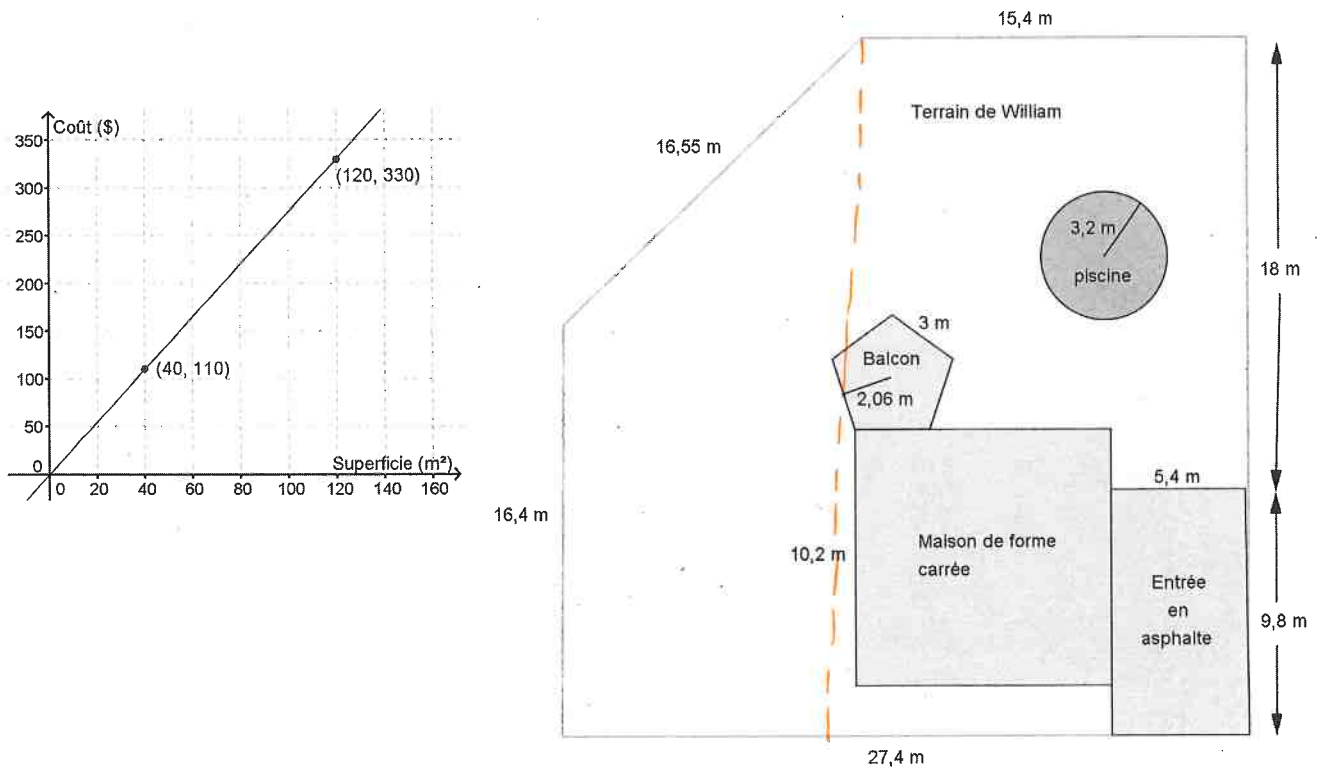 Coût ($)
350
300
250
200
150
100
50
0
(120, 330)
(40, 110)
Superficie (m²)
0 20 40 60 80 100 120 140 160
15,4 m
Terrain de William
16,55 m
3,2 m
piscine
18 m
3 m
Balcon
2,06 m
5,4 m
16,4 m
10,2 m
Maison de forme
carrée
Entrée
en
asphalte
9,8 m
27,4 m